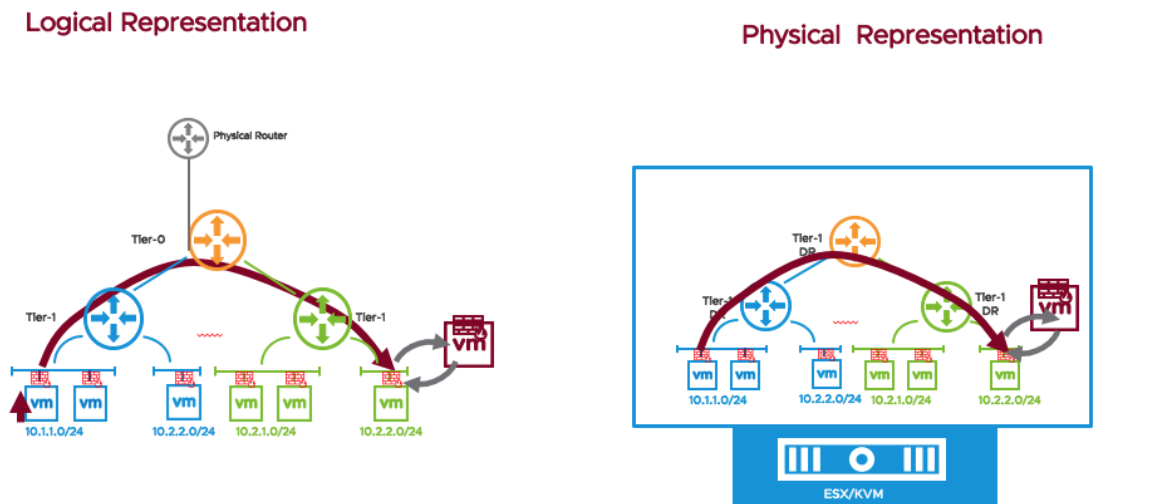 Logical Representation
Physical Representation
Physical Router
Tier-0
Tier-1
Tier-1
vm
vm
vm
vm
vm
vm
vm
10.1.1.0/24
10.2.2.0/24
10.2.1.0/24
10.2.2.0/24
Tier-1
DR
Tier-1
Tier-1
DR
vm
vm
vm
vm
vm
vm
vm
10.1.1.0/24
10.2.2.0/24
10.2.1.0/24
10.2.2.0/24
ESX/KVM